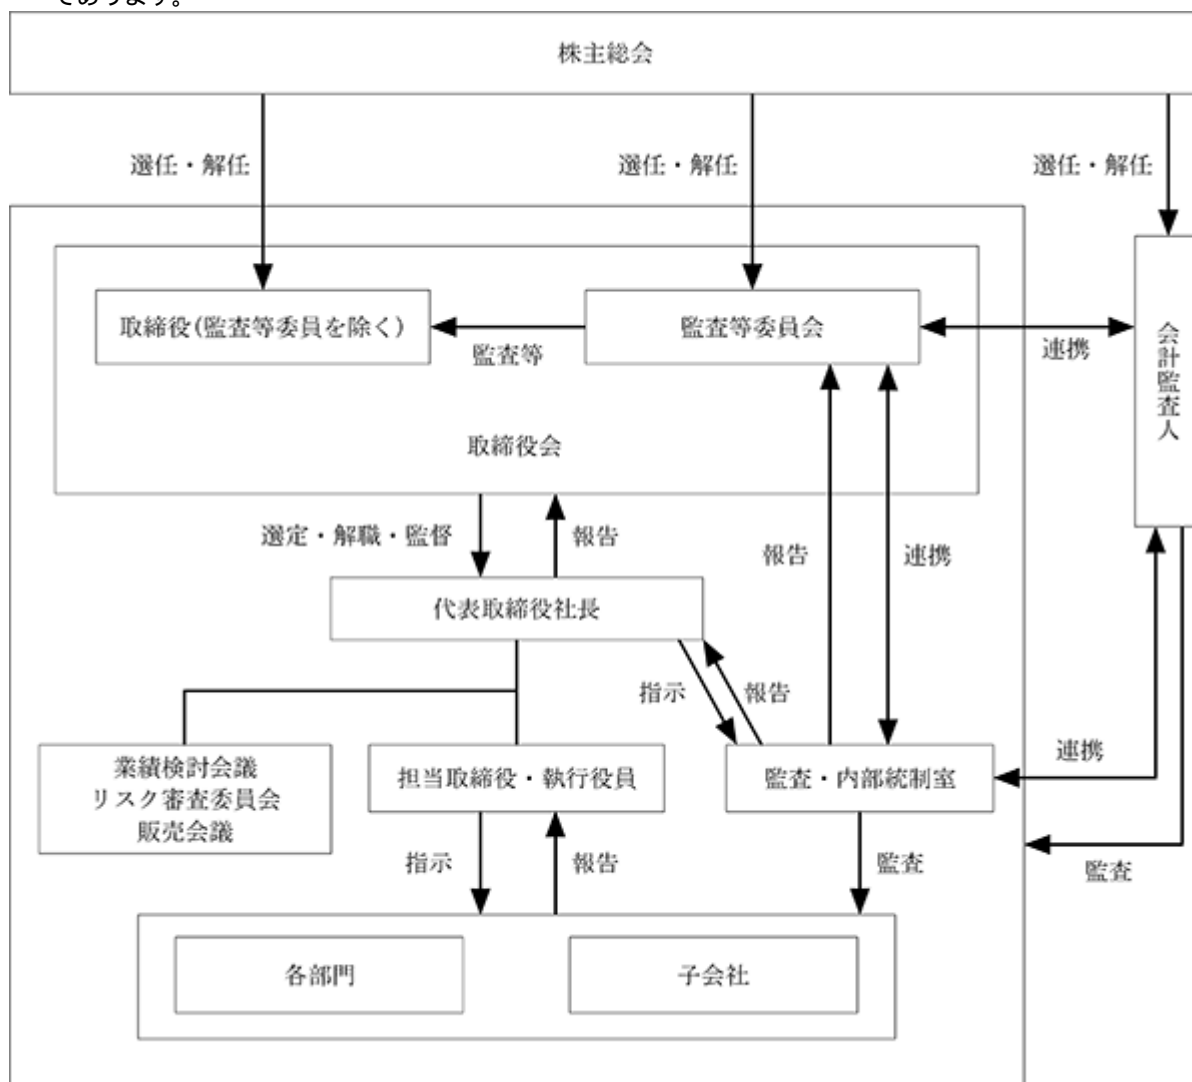 であります。
株主総会
選任・解任
選任・解任
選任・解任
取締役(監査等委員を除く)
監査等
監査等委員会
連携
会計監査人
取締役会
選定・解職・監督
報告
報告
連携
代表取締役社長
指示
報告
連携
業績検討会議
リスク審査委員会
販売会議
担当取締役・執行役員
監査・内部統制室
指示
報告
監査
監査
各部門
子会社